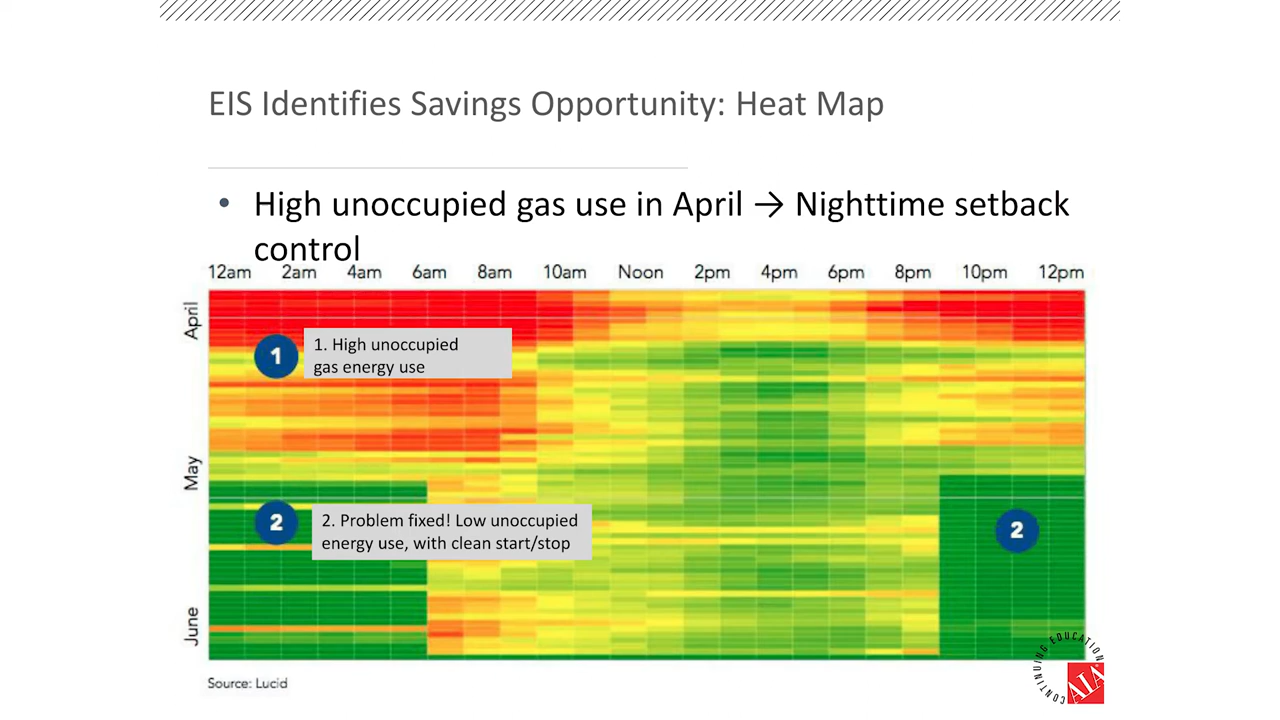 EIS Identifies Savings Opportunity: Heat Map
• High unoccupied gas use in April → Nighttime setback
control
12am 2am 4am 6am 8am 10am Noon 2pm 4pm 6pm 8pm 10pm 12pm
April
1
1. High unoccupied
gas energy use
May
2
2. Problem fixed! Low unoccupied
energy use, with clean start/stop
2
June
Source: Lucid
CONTINUING EDUCATION
AIA